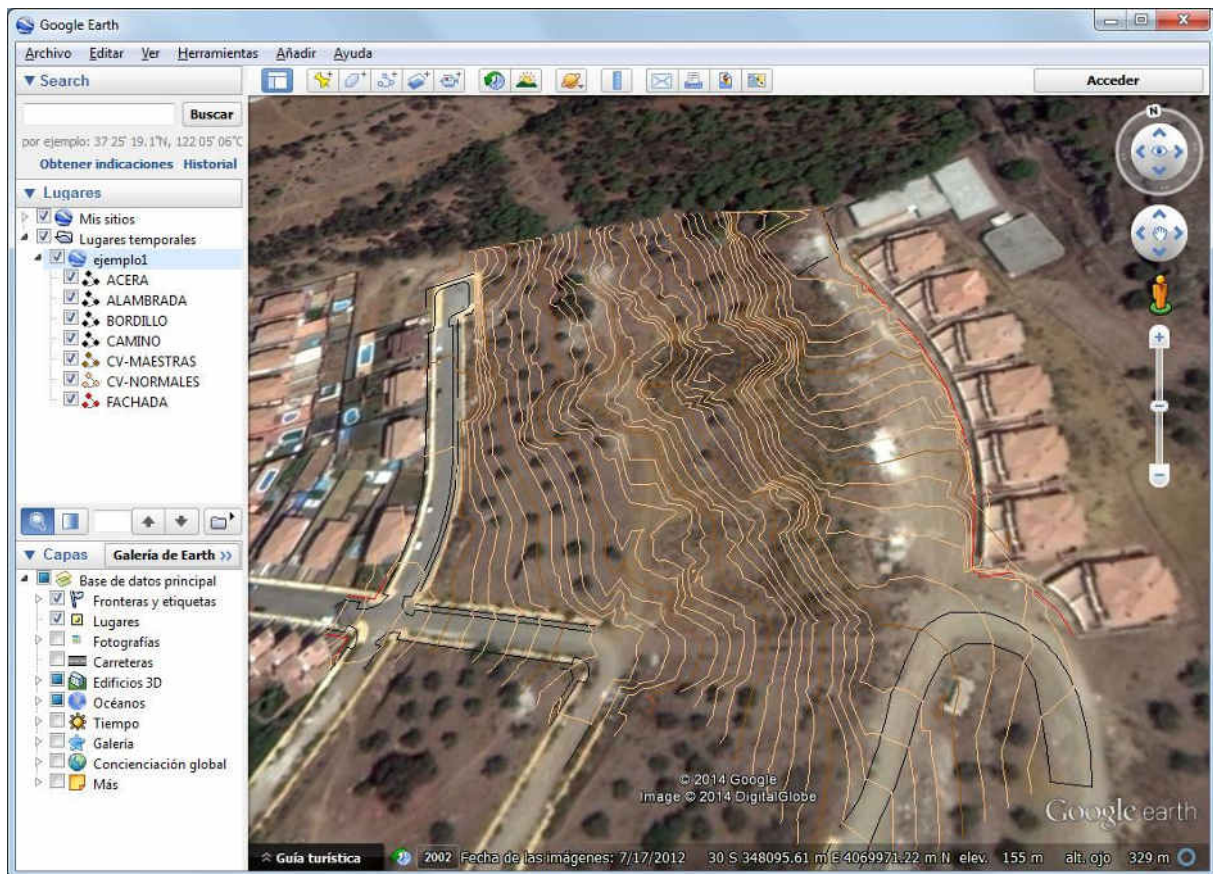 Google Earth
Archivo Editar Ver Herramientas Añadir Ayuda
Search
Acceder
Buscar
por ejemplo: 37 25' 19.1"N, 122 05' 06"
Obtener indicaciones Historial
Lugares
Mis sitios
Lugares temporales
ejemplo1
ACERA
ALAMBRADA
BORDILLO
CAMINO
CV-MAESTRAS
CV-NORMALES
FACHADA
Capas Galería de Earth >>
Base de datos principal
Fronteras y etiquetas
Lugares
Fotografías
Carreteras
Edificios 3D
Océanos
Tiempo
Galería
Concienciación global
Más
N
© 2014 Google
Image © 2014 DigitalGlobe
Google earth
Guía turística 2002 Fecha de las imágenes: 7/17/2012 30 S 348095.61 m E 4069971.22 m N elev. 155 m alt. ojo 329 m